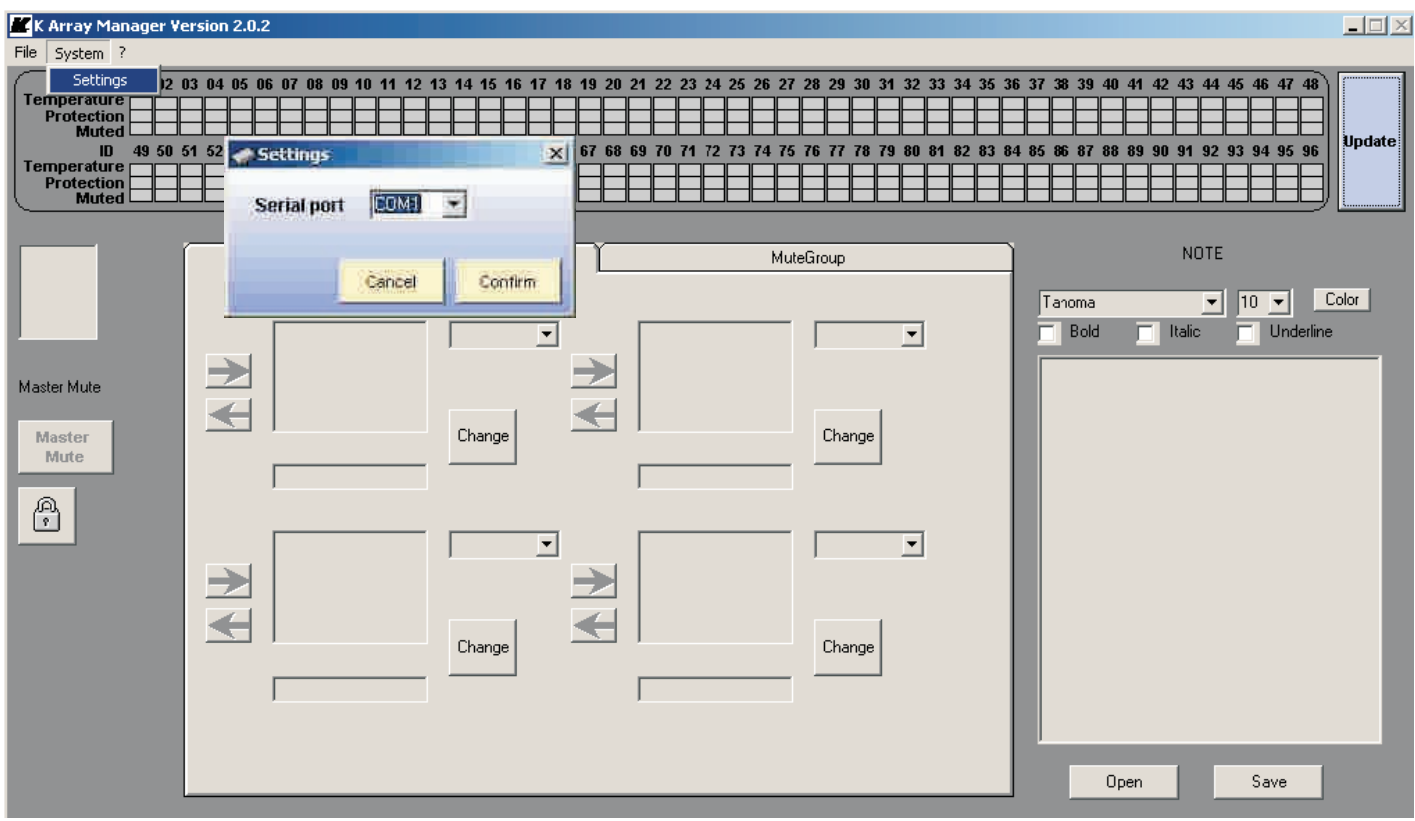 K Array Manager Version 2.0.2
File System ?
Settings
02 03 04 05 06 07 08 09 10 11 12 13 14 15 16 17 18 19 20 21 22 23 24 25 26 27 28 29 30 31 32 33 34 35 36 37 38 39 40 41 42 43 44 45 46 47 48
Temperature
Protection
Muted
ID 49 50 51 52 67 68 69 70 71 72 73 74 75 76 77 78 79 80 81 82 83 84 85 86 87 88 89 90 91 92 93 94 95 96
Temperature
Protection
Muted
Update
Settings
Serial port COM1
Cancel Confirm
MuteGroup
NOTE
Tahoma 10 Color
Bold Italic Underline
Master Mute
Master
Mute
Change Change
Change Change
Open Save